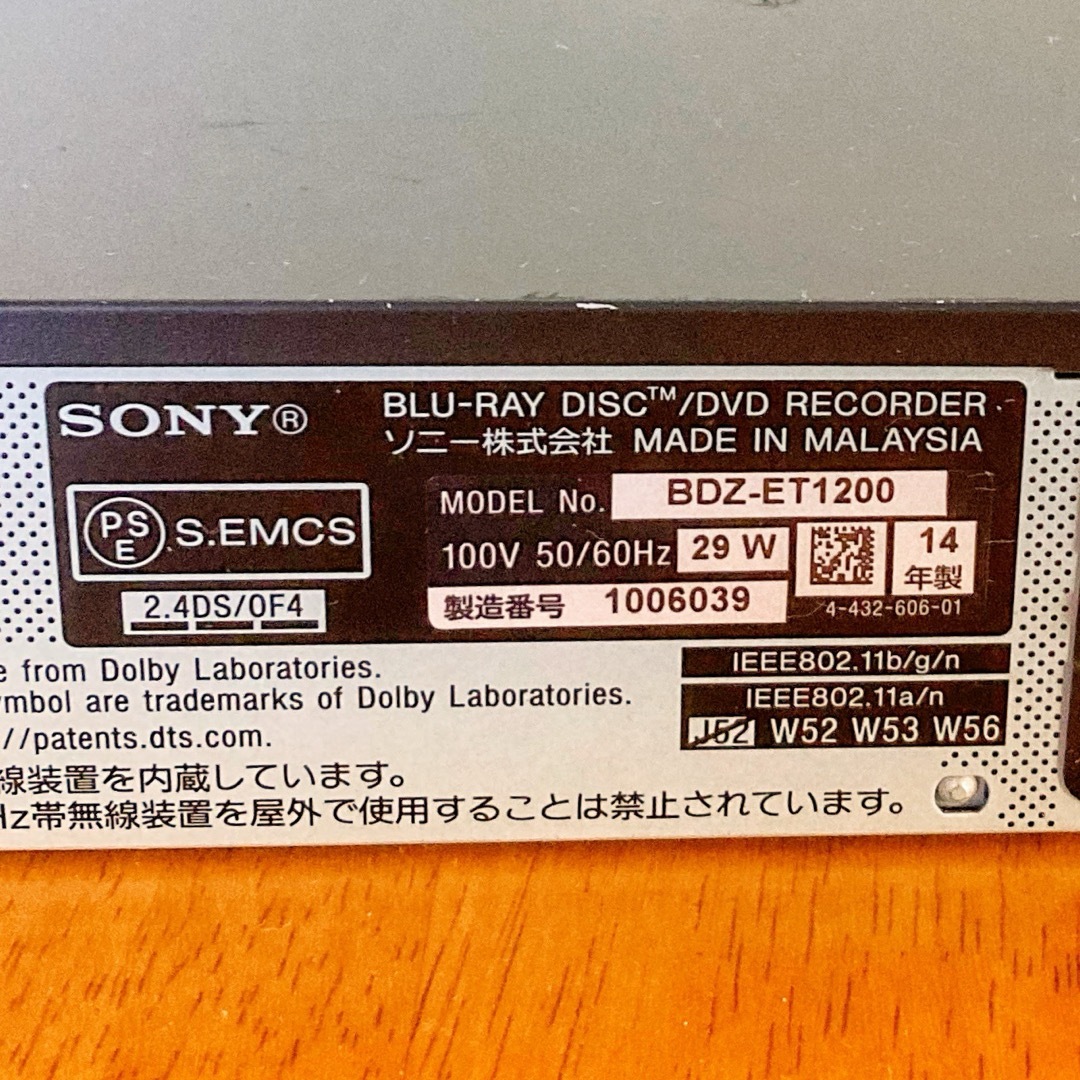 SONY®
BLU-RAY DISC™/DVD RECORDER
ソニー株式会社 MADE IN MALAYSIA
PSE S.EMCS
MODEL No. BDZ-ET1200
100V 50/60Hz 29 W
14年製
2.4DS/OF4
製造番号 1006039
4-432-606-01
e from Dolby Laboratories.
ymbol are trademarks of Dolby Laboratories.
//patents.dts.com.
IEEE802.11b/g/n
IEEE802.11a/n
J52 W52 W53 W56
線装置を内蔵しています。
Hz帯無線装置を屋外で使用することは禁止されています。